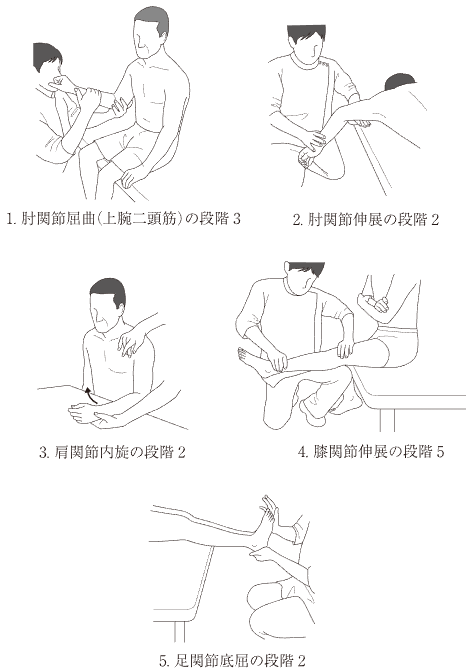 1. 肘関節屈曲(上腕二頭筋)の段階3
2. 肘関節伸展の段階2
3. 肩関節内旋の段階2
4. 膝関節伸展の段階5
5. 足関節底屈の段階2